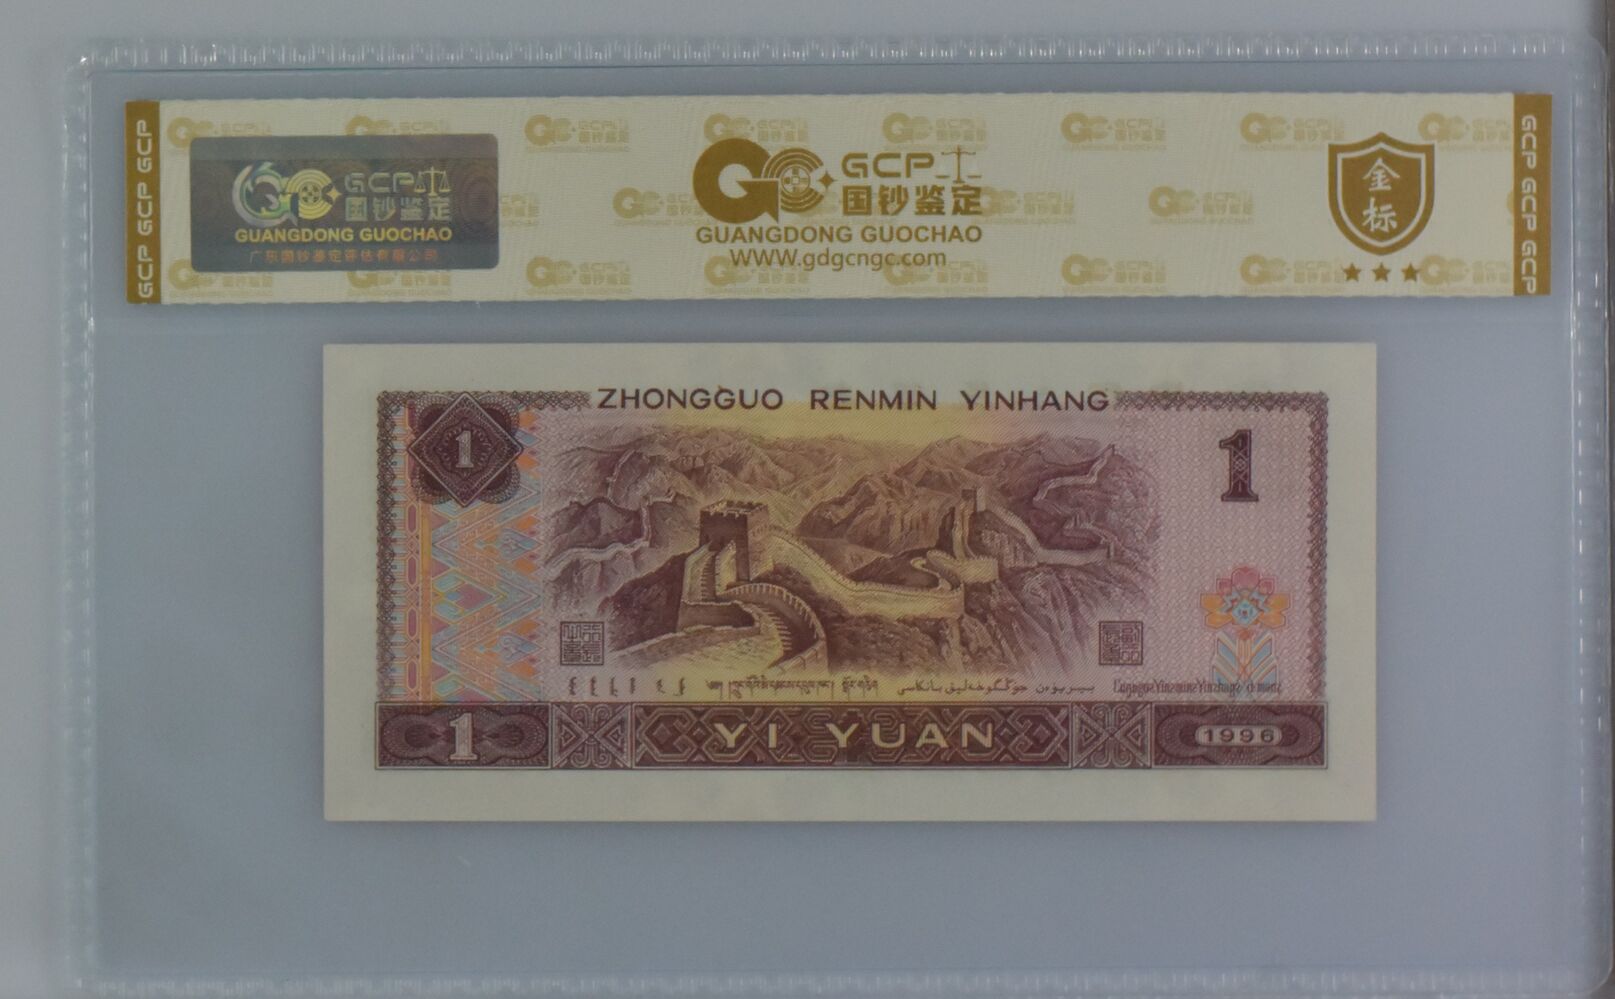 GCP GCP GCP
GCP 国钞鉴定
GUANGDONG GUOCHAO
广东国钞鉴定评估有限公司
GCP
国钞鉴定
GUANGDONG GUOCHAO
WWW.gdgcngc.com
金标
GCP GCP GCP GCP
ZHONGGUO RENMIN YINHANG
1
1
1
YI YUAN
1996